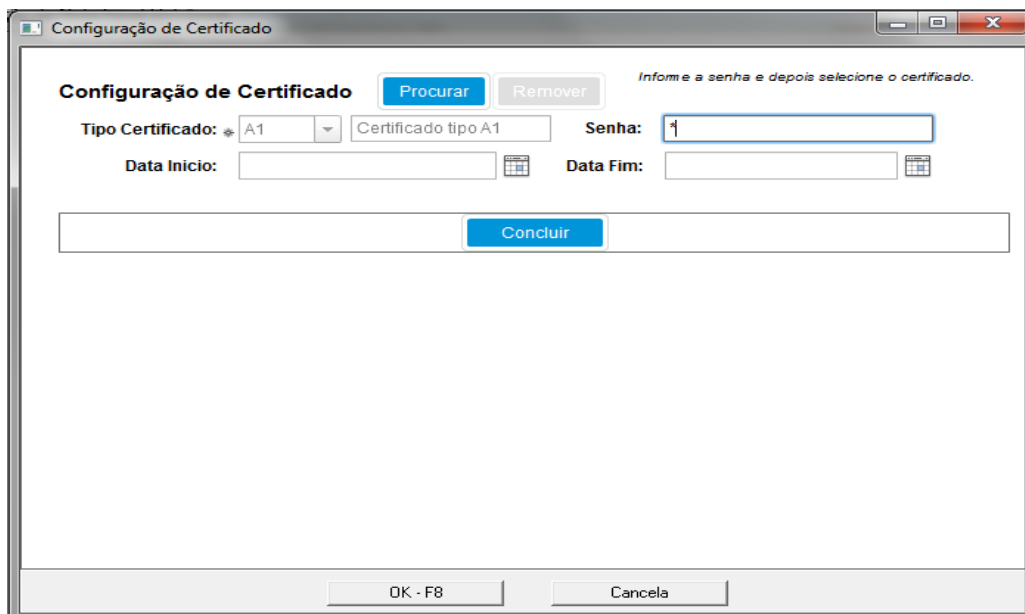 Configuração de Certificado
Informe a senha e depois selecione o certificado.
Configuração de Certificado Procurar Remover
Tipo Certificado: * A1 Certificado tipo A1 Senha: *
Data Inicio: Data Fim:
Concluir
OK - F8 Cancela